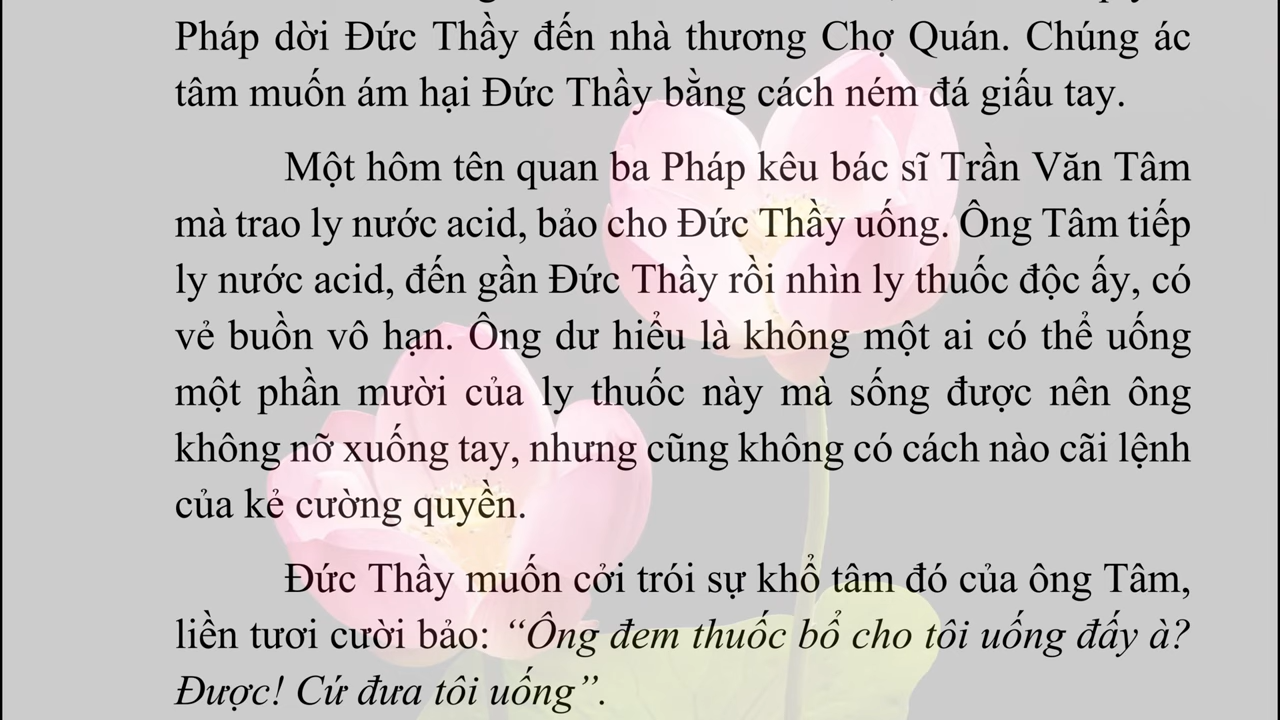 Pháp dời Đức Thầy đến nhà thương Chợ Quán. Chúng ác
tâm muốn ám hại Đức Thầy bằng cách ném đá giấu tay.
Một hôm tên quan ba Pháp kêu bác sĩ Trần Văn Tâm
mà trao ly nước acid, bảo cho Đức Thầy uống. Ông Tâm tiếp
ly nước acid, đến gần Đức Thầy rồi nhìn ly thuốc độc ấy, có
vẻ buồn vô hạn. Ông dư hiểu là không một ai có thể uống
một phần mười của ly thuốc này mà sống được nên ông
không nỡ xuống tay, nhưng cũng không có cách nào cãi lệnh
của kẻ cường quyền.
Đức Thầy muốn cởi trói sự khổ tâm đó của ông Tâm,
liền tươi cười bảo: “Ông đem thuốc bổ cho tôi uống đấy à?
Được! Cứ đưa tôi uống”.